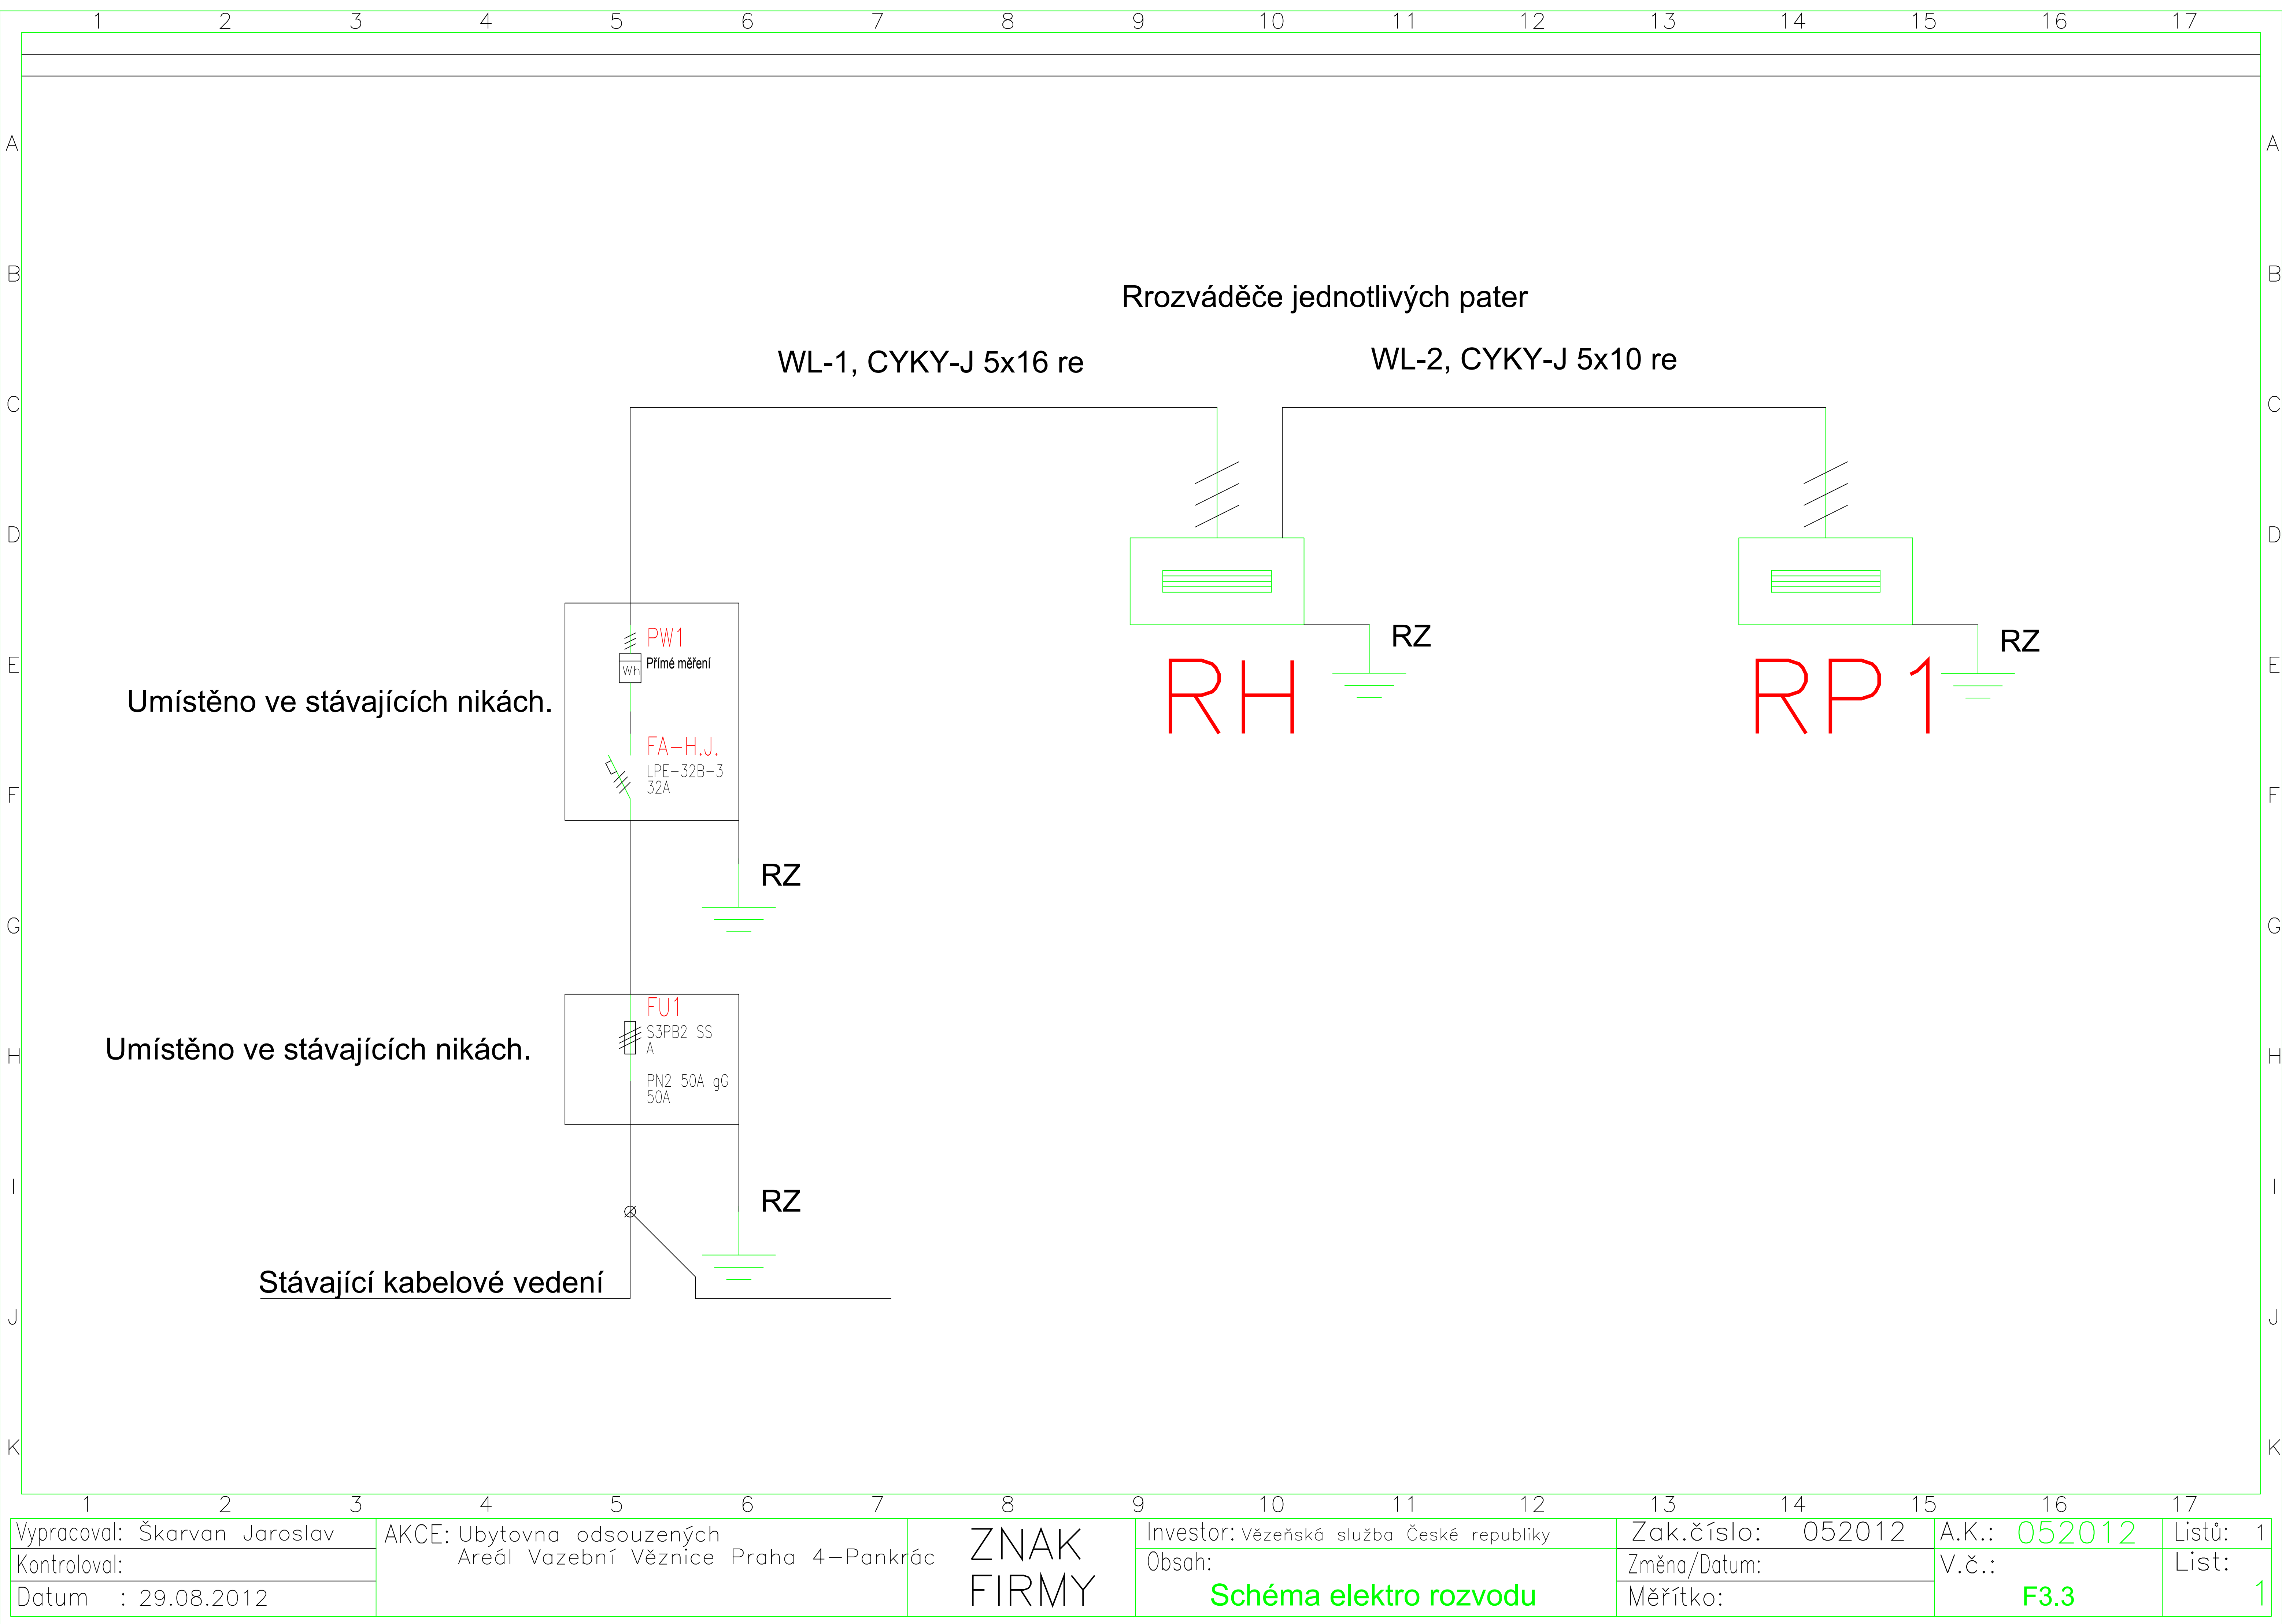 1 2 3 4 5 6 7 8 9 10 11 12 13 14 15 16 17
A A
B B
Rrozváděče jednotlivých pater
WL-1, CYKY-J 5x16 re WL-2, CYKY-J 5x10 re
C C
D D
PW1
Wh Přímé měření
RZ RZ
E E
RH RP1
Umístěno ve stávajících nikách.
FA-H.J.
LPE-32B-3
32A
F F
RZ
G G
FU1
S3PB2 SS
A
Umístěno ve stávajících nikách.
H H
PN2 50A gG
50A
I I
RZ
Stávající kabelové vedení
J J
K K
1 2 3 4 5 6 7 8 9 10 11 12 13 14 15 16 17
Vypracoval: Škarvan Jaroslav
Kontroloval:
Datum : 29.08.2012
AKCE: Ubytovna odsouzených
Areál Vazební Věznice Praha 4-Pankrác
ZNAK
FIRMY
Investor: Vězeňská služba České republiky
Obsah:
Schéma elektro rozvodu
Zak.číslo: 052012
Změna/Datum:
Měřítko:
A.K.: 052012
V.č.:
F3.3
Listů: 1
List:
1